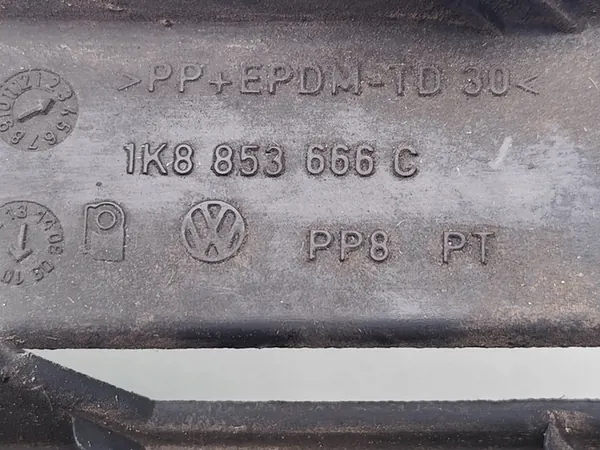 >PP+EPDM-TD 30<
1K8 853 666 C
PP8 PT